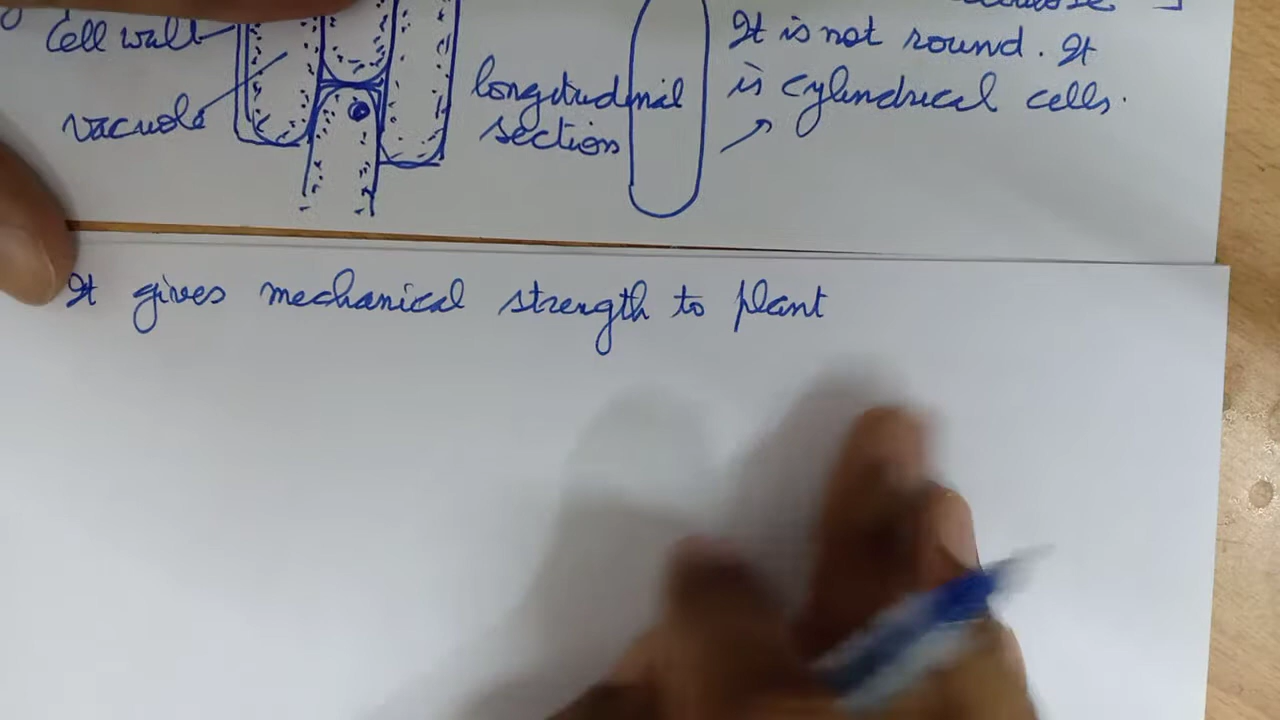 Cell wall
vacuole
longitudinal
section
It is not round. It
is cylindrical cells.
It gives mechanical strength to plant